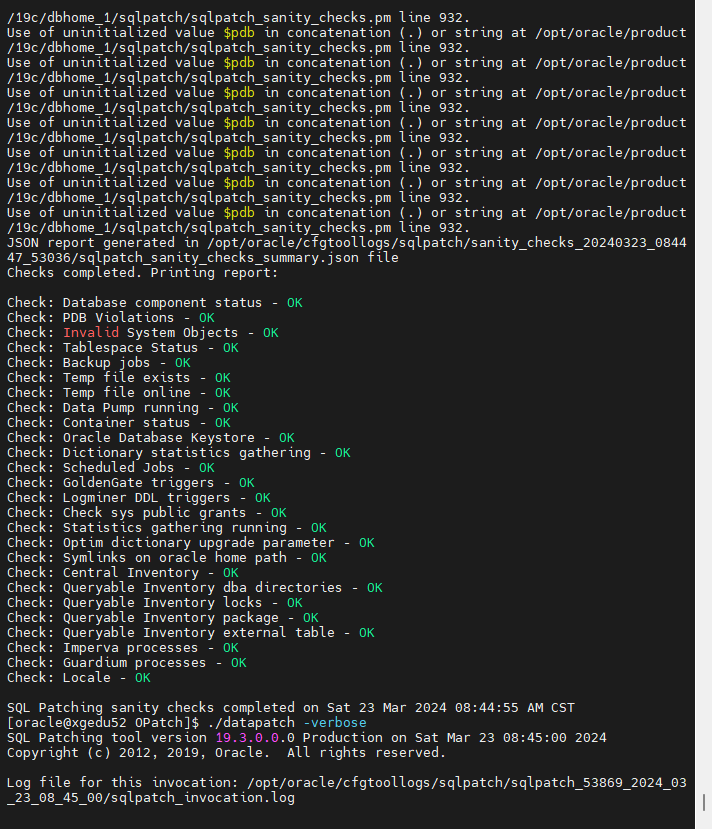 /19c/dbhome_1/sqlpatch/sqlpatch_sanity_checks.pm line 932.
Use of uninitialized value $pdb in concatenation (.) or string at /opt/oracle/product
/19c/dbhome_1/sqlpatch/sqlpatch_sanity_checks.pm line 932.
Use of uninitialized value $pdb in concatenation (.) or string at /opt/oracle/product
/19c/dbhome_1/sqlpatch/sqlpatch_sanity_checks.pm line 932.
Use of uninitialized value $pdb in concatenation (.) or string at /opt/oracle/product
/19c/dbhome_1/sqlpatch/sqlpatch_sanity_checks.pm line 932.
Use of uninitialized value $pdb in concatenation (.) or string at /opt/oracle/product
/19c/dbhome_1/sqlpatch/sqlpatch_sanity_checks.pm line 932.
Use of uninitialized value $pdb in concatenation (.) or string at /opt/oracle/product
/19c/dbhome_1/sqlpatch/sqlpatch_sanity_checks.pm line 932.
Use of uninitialized value $pdb in concatenation (.) or string at /opt/oracle/product
/19c/dbhome_1/sqlpatch/sqlpatch_sanity_checks.pm line 932.
Use of uninitialized value $pdb in concatenation (.) or string at /opt/oracle/product
/19c/dbhome_1/sqlpatch/sqlpatch_sanity_checks.pm line 932.
JSON report generated in /opt/oracle/cfgtoollogs/sqlpatch/sanity_checks_20240323_0844
47_53036/sqlpatch_sanity_checks_summary.json file
Checks completed. Printing report:

Check: Database component status - OK
Check: PDB Violations - OK
Check: Invalid System Objects - OK
Check: Tablespace Status - OK
Check: Backup jobs - OK
Check: Temp file exists - OK
Check: Temp file online - OK
Check: Data Pump running - OK
Check: Container status - OK
Check: Oracle Database Keystore - OK
Check: Dictionary statistics gathering - OK
Check: Scheduled Jobs - OK
Check: GoldenGate triggers - OK
Check: Logminer DDL triggers - OK
Check: Check sys public grants - OK
Check: Statistics gathering running - OK
Check: Optim dictionary upgrade parameter - OK
Check: Symlinks on oracle home path - OK
Check: Central Inventory - OK
Check: Queryable Inventory dba directories - OK
Check: Queryable Inventory locks - OK
Check: Queryable Inventory package - OK
Check: Queryable Inventory external table - OK
Check: Imperva processes - OK
Check: Guardium processes - OK
Check: Locale - OK

SQL Patching sanity checks completed on Sat 23 Mar 2024 08:44:55 AM CST
[oracle@xgedu52 OPatch]$ ./datapatch -verbose
SQL Patching tool version 19.3.0.0.0 Production on Sat Mar 23 08:45:00 2024
Copyright (c) 2012, 2019, Oracle.  All rights reserved.

Log file for this invocation: /opt/oracle/cfgtoollogs/sqlpatch/sqlpatch_53869_2024_03
_23_08_45_00/sqlpatch_invocation.log